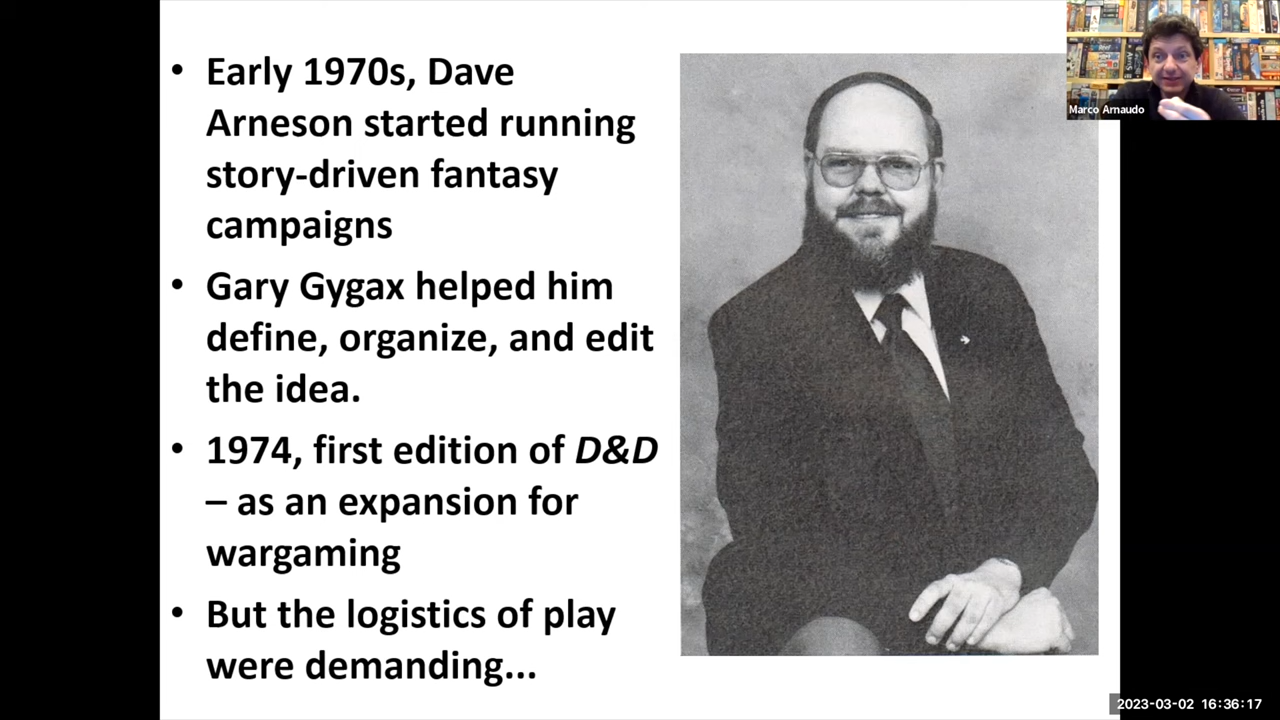 • Early 1970s, Dave
Arneson started running
story-driven fantasy
campaigns
• Gary Gygax helped him
define, organize, and edit
the idea.
• 1974, first edition of D&D
– as an expansion for
wargaming
• But the logistics of play
were demanding...
Marco Arnaudo
2023-03-02 16:36:17